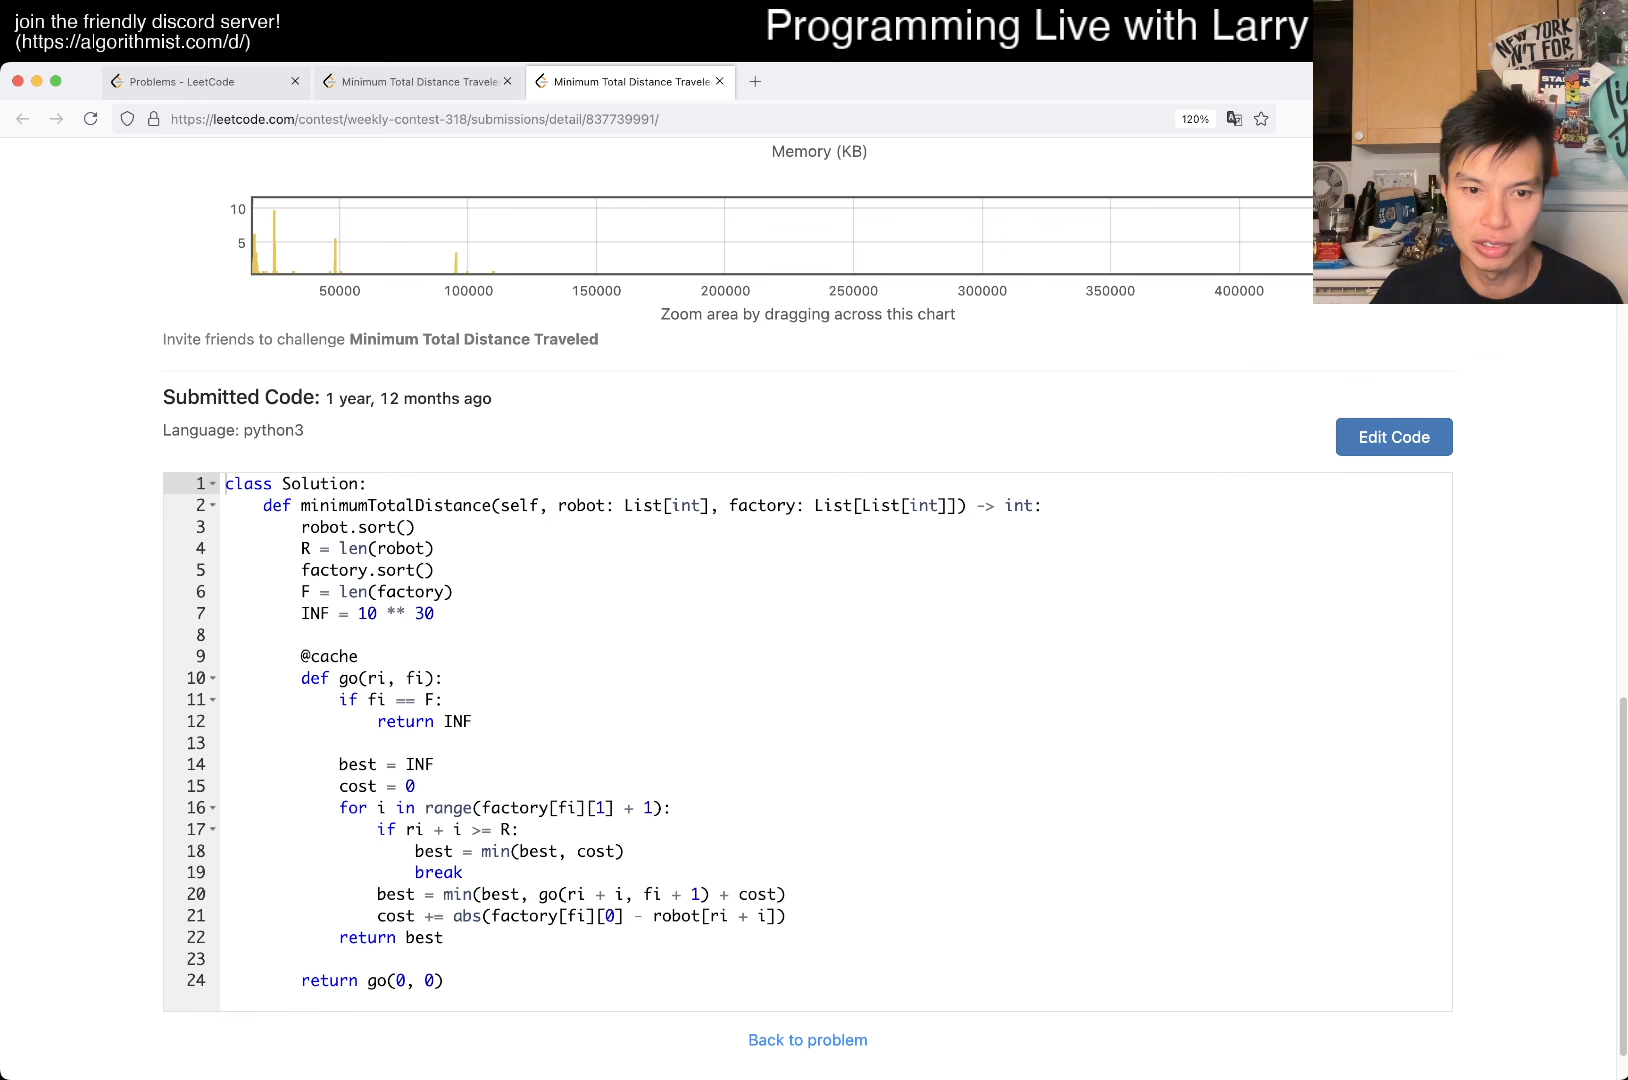 join the friendly discord server!
(https://algorithmist.com/d/)
Programming Live with Larry
Problems - LeetCode
Minimum Total Distance Travele
Minimum Total Distance Travele
https://leetcode.com/contest/weekly-contest-318/submissions/detail/837739991/
120%
NEW YORK
Memory (KB)
10
5
50000 100000 150000 200000 250000 300000 350000 400000
Zoom area by dragging across this chart
Invite friends to challenge Minimum Total Distance Traveled
Submitted Code: 1 year, 12 months ago
Language: python3
Edit Code
1 class Solution:
2     def minimumTotalDistance(self, robot: List[int], factory: List[List[int]]) -> int:
3         robot.sort()
4         R = len(robot)
5         factory.sort()
6         F = len(factory)
7         INF = 10 ** 30
8
9         @cache
10         def go(ri, fi):
11             if fi == F:
12                 return INF
13
14             best = INF
15             cost = 0
16             for i in range(factory[fi][1] + 1):
17                 if ri + i >= R:
18                     best = min(best, cost)
19                     break
20                 best = min(best, go(ri + i, fi + 1) + cost)
21                 cost += abs(factory[fi][0] - robot[ri + i])
22             return best
23
24         return go(0, 0)
Back to problem